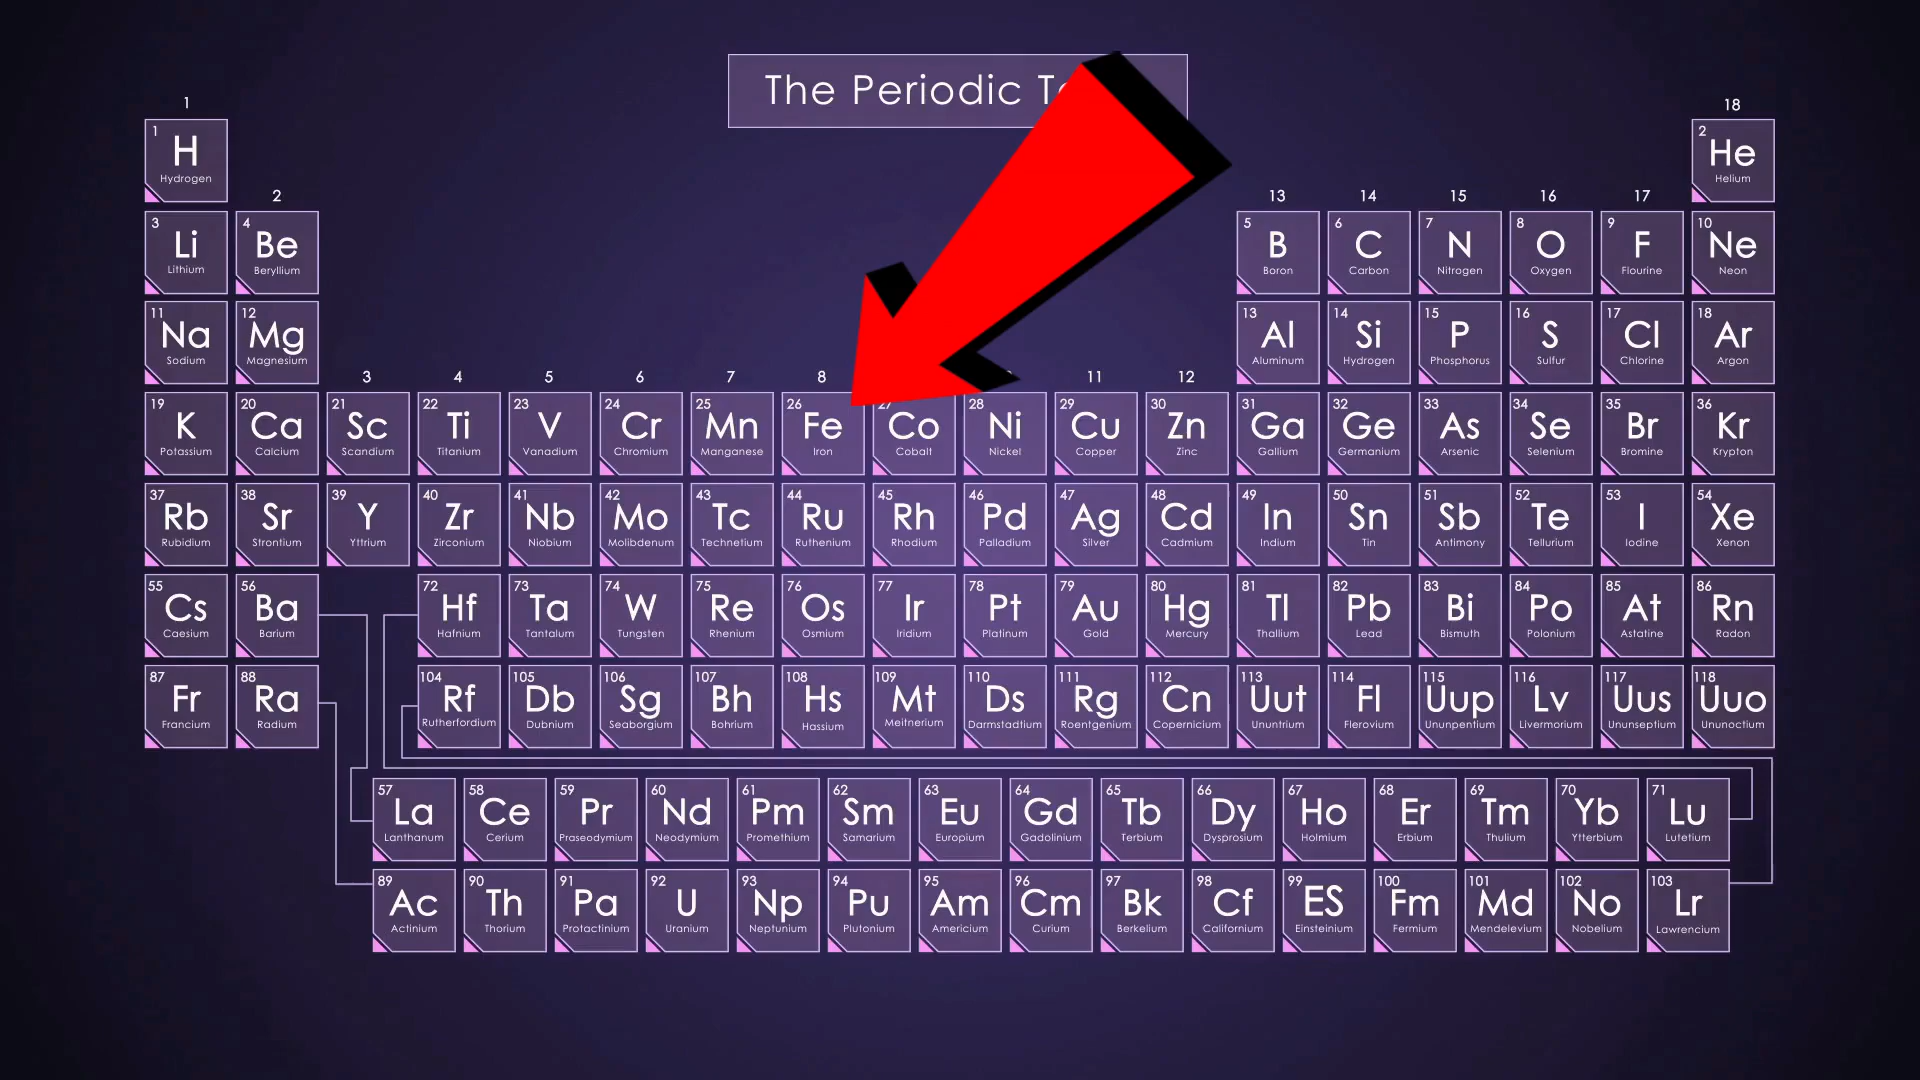 The Periodic T
1 18
1 H Hydrogen 2 He Helium
2 13 14 15 16 17
3 Li Lithium 4 Be Beryllium 5 B Boron 6 C Carbon 7 N Nitrogen 8 O Oxygen 9 F Flourine 10 Ne Neon
11 Na Sodium 12 Mg Magnesium 13 Al Aluminum 14 Si Hydrogen 15 P Phosphorus 16 S Sulfur 17 Cl Chlorine 18 Ar Argon
3 4 5 6 7 8 11 12
19 K Potassium 20 Ca Calcium 21 Sc Scandium 22 Ti Titanium 23 V Vanadium 24 Cr Chromium 25 Mn Manganese 26 Fe Iron 27 Co Cobalt 28 Ni Nickel 29 Cu Copper 30 Zn Zinc 31 Ga Gallium 32 Ge Germanium 33 As Arsenic 34 Se Selenium 35 Br Bromine 36 Kr Krypton
37 Rb Rubidium 38 Sr Strontium 39 Y Yttrium 40 Zr Zirconium 41 Nb Niobium 42 Mo Molibdenum 43 Tc Technetium 44 Ru Ruthenium 45 Rh Rhodium 46 Pd Palladium 47 Ag Silver 48 Cd Cadmium 49 In Indium 50 Sn Tin 51 Sb Antimony 52 Te Tellurium 53 I Iodine 54 Xe Xenon
55 Cs Caesium 56 Ba Barium 72 Hf Hafnium 73 Ta Tantalum 74 W Tungsten 75 Re Rhenium 76 Os Osmium 77 Ir Iridium 78 Pt Platinum 79 Au Gold 80 Hg Mercury 81 Tl Thallium 82 Pb Lead 83 Bi Bismuth 84 Po Polonium 85 At Astatine 86 Rn Radon
87 Fr Francium 88 Ra Radium 104 Rf Rutherfordium 105 Db Dubnium 106 Sg Seaborgium 107 Bh Bohrium 108 Hs Hassium 109 Mt Meitnerium 110 Ds Darmstadtium 111 Rg Roentgenium 112 Cn Copernicium 113 Uut Ununtrium 114 Fl Flerovium 115 Uup Ununpentium 116 Lv Livermorium 117 Uus Ununseptium 118 Uuo Ununoctium
57 La Lanthanum 58 Ce Cerium 59 Pr Praseodymium 60 Nd Neodymium 61 Pm Promethium 62 Sm Samarium 63 Eu Europium 64 Gd Gadolinium 65 Tb Terbium 66 Dy Dysprosium 67 Ho Holmium 68 Er Erbium 69 Tm Thulium 70 Yb Ytterbium 71 Lu Lutetium
89 Ac Actinium 90 Th Thorium 91 Pa Protactinium 92 U Uranium 93 Np Neptunium 94 Pu Plutonium 95 Am Americium 96 Cm Curium 97 Bk Berkelium 98 Cf Californium 99 ES Einsteinium 100 Fm Fermium 101 Md Mendelevium 102 No Nobelium 103 Lr Lawrencium